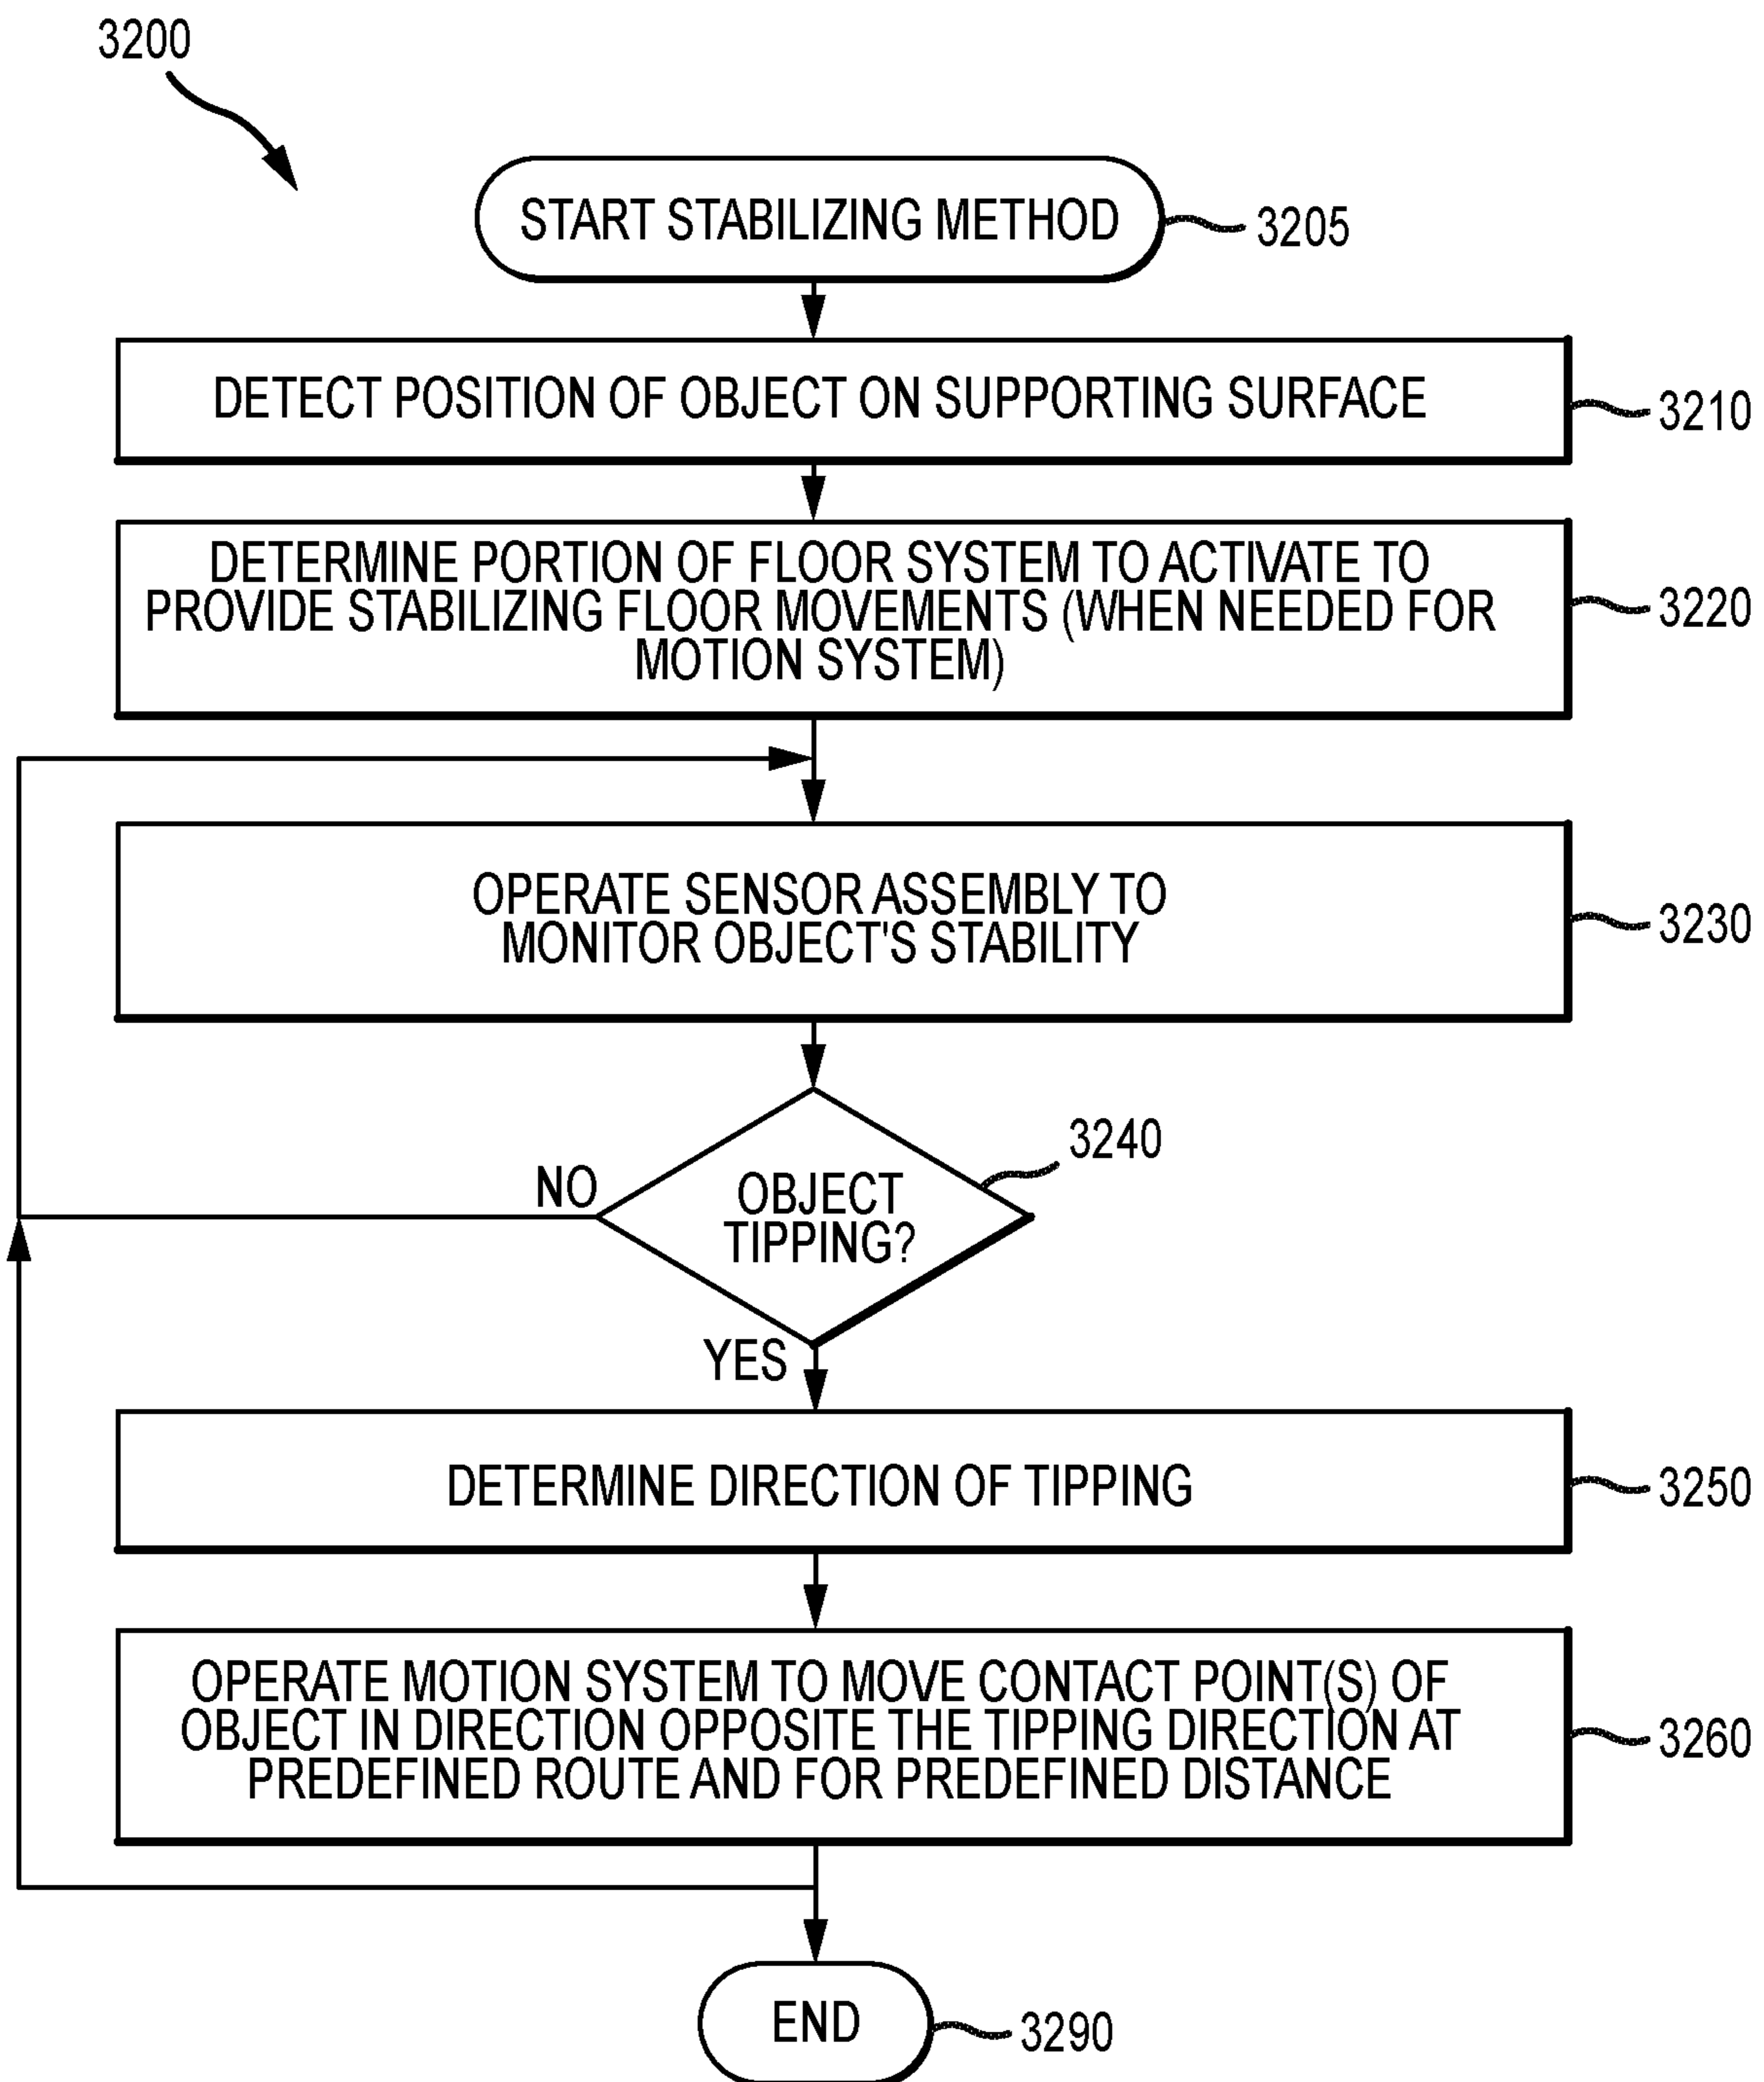 3200
START STABILIZING METHOD
3205
DETECT POSITION OF OBJECT ON SUPPORTING SURFACE
3210
DETERMINE PORTION OF FLOOR SYSTEM TO ACTIVATE TO
PROVIDE STABILIZING FLOOR MOVEMENTS (WHEN NEEDED FOR
MOTION SYSTEM)
3220
OPERATE SENSOR ASSEMBLY TO
MONITOR OBJECT'S STABILITY
3230
OBJECT
TIPPING?
3240
NO
YES
DETERMINE DIRECTION OF TIPPING
3250
OPERATE MOTION SYSTEM TO MOVE CONTACT POINT(S) OF
OBJECT IN DIRECTION OPPOSITE THE TIPPING DIRECTION AT
PREDEFINED ROUTE AND FOR PREDEFINED DISTANCE
3260
END
3290